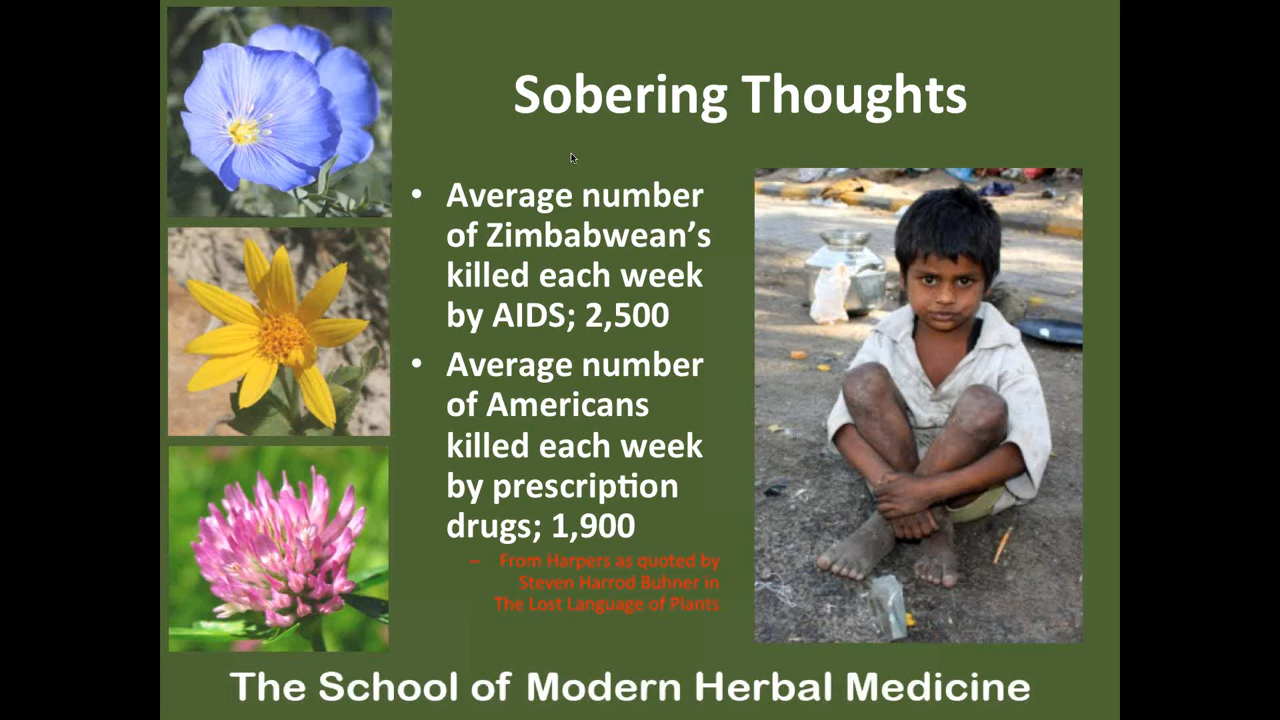 Sobering Thoughts
• Average number
of Zimbabwean’s
killed each week
by AIDS; 2,500
• Average number
of Americans
killed each week
by prescription
drugs; 1,900
– From Harpers as quoted by
Steven Harrod Buhner in
The Lost Language of Plants
The School of Modern Herbal Medicine